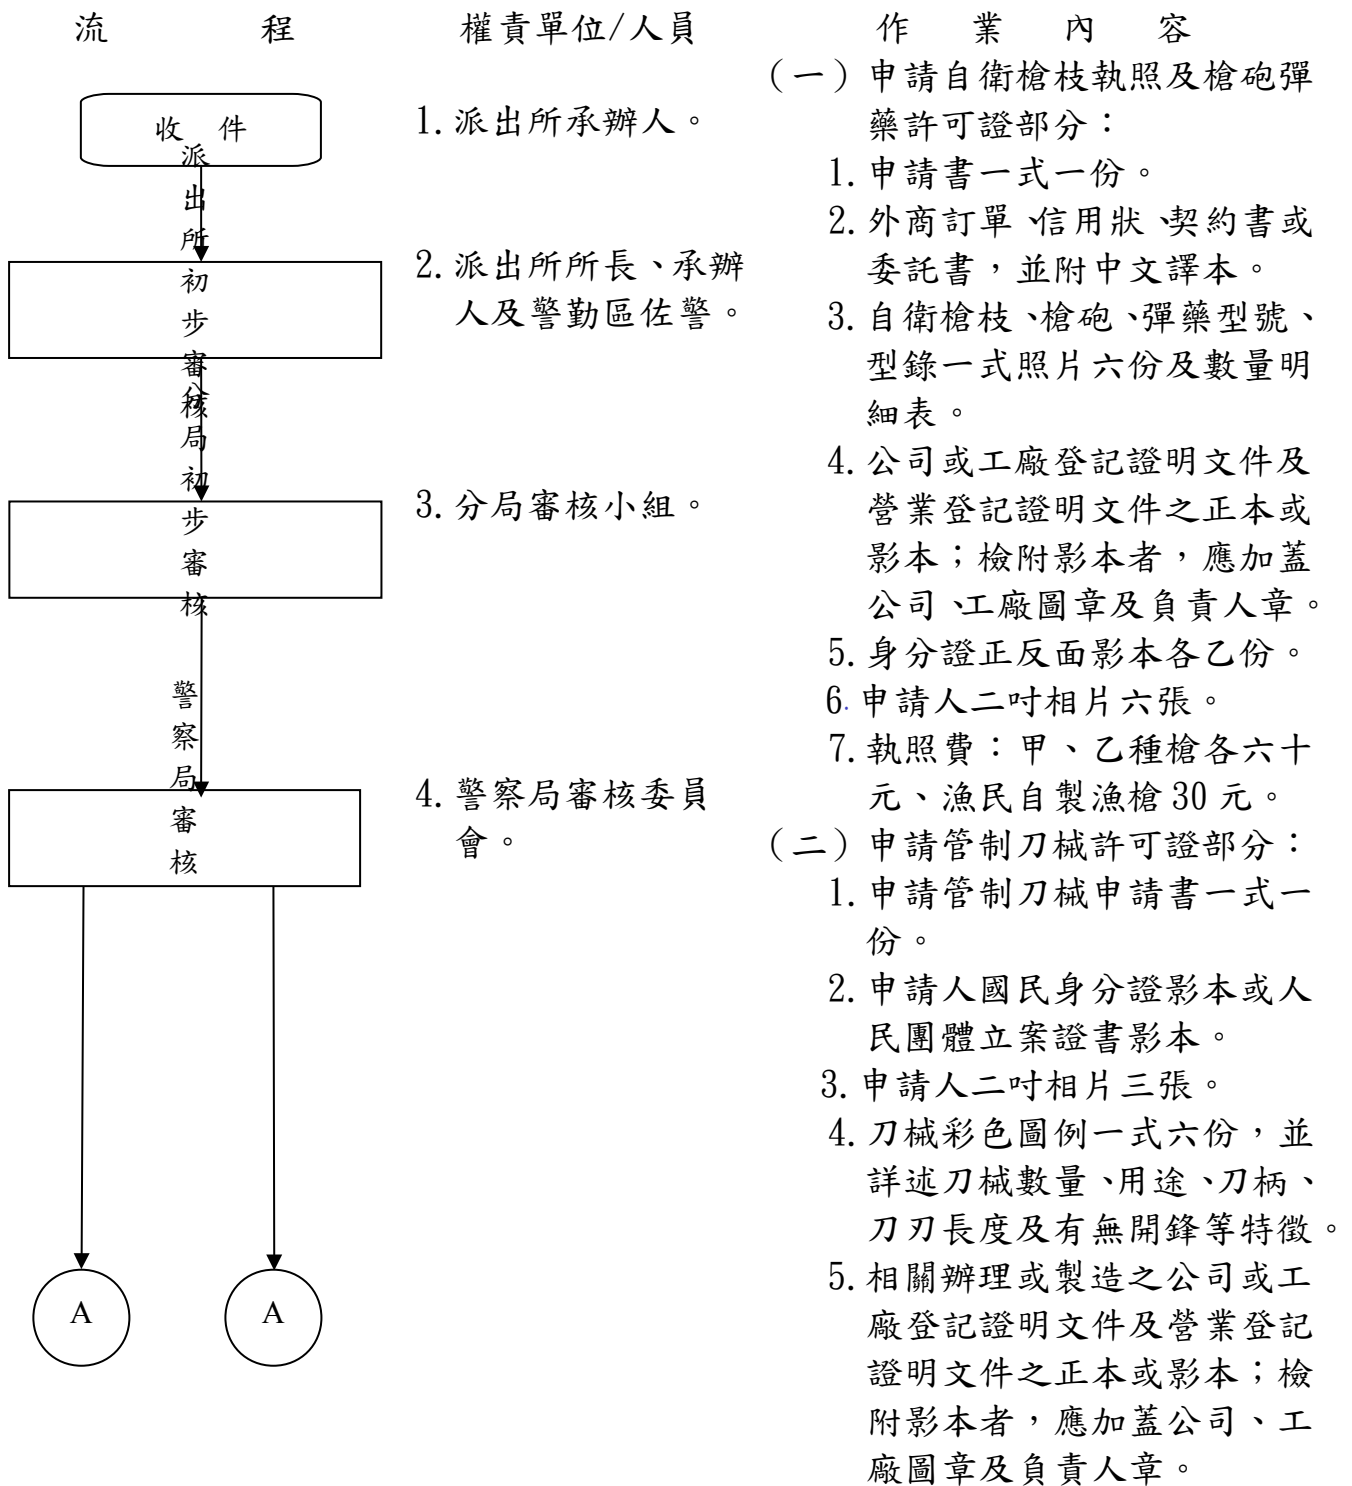 流 程
收 件
派出所初步審核
分局初步審核
警察局審核
A A
權責單位/人員
1.派出所承辦人。
2.派出所所長、承辦
人及警勤區佐警。
3.分局審核小組。
4.警察局審核委員
會。
作 業 內 容
(一)申請自衛槍枝執照及槍砲彈
藥許可證部分：
1.申請書一式一份。
2.外商訂單、信用狀、契約書或
委託書，並附中文譯本。
3.自衛槍枝、槍砲、彈藥型號、
型錄一式照片六份及數量明
細表。
4.公司或工廠登記證明文件及
營業登記證明文件之正本或
影本；檢附影本者，應加蓋
公司、工廠圖章及負責人章。
5.身分證正反面影本各乙份。
6.申請人二吋相片六張。
7.執照費：甲、乙種槍各六十
元、漁民自製漁槍30元。
(二)申請管制刀械許可證部分：
1.申請管制刀械申請書一式一
份。
2.申請人國民身分證影本或人
民團體立案證書影本。
3.申請人二吋相片三張。
4.刀械彩色圖例一式六份，並
詳述刀械數量、用途、刀柄、
刀刃長度及有無開鋒等特徵。
5.相關辦理或製造之公司或工
廠登記證明文件及營業登記
證明文件之正本或影本；檢
附影本者，應加蓋公司、工
廠圖章及負責人章。